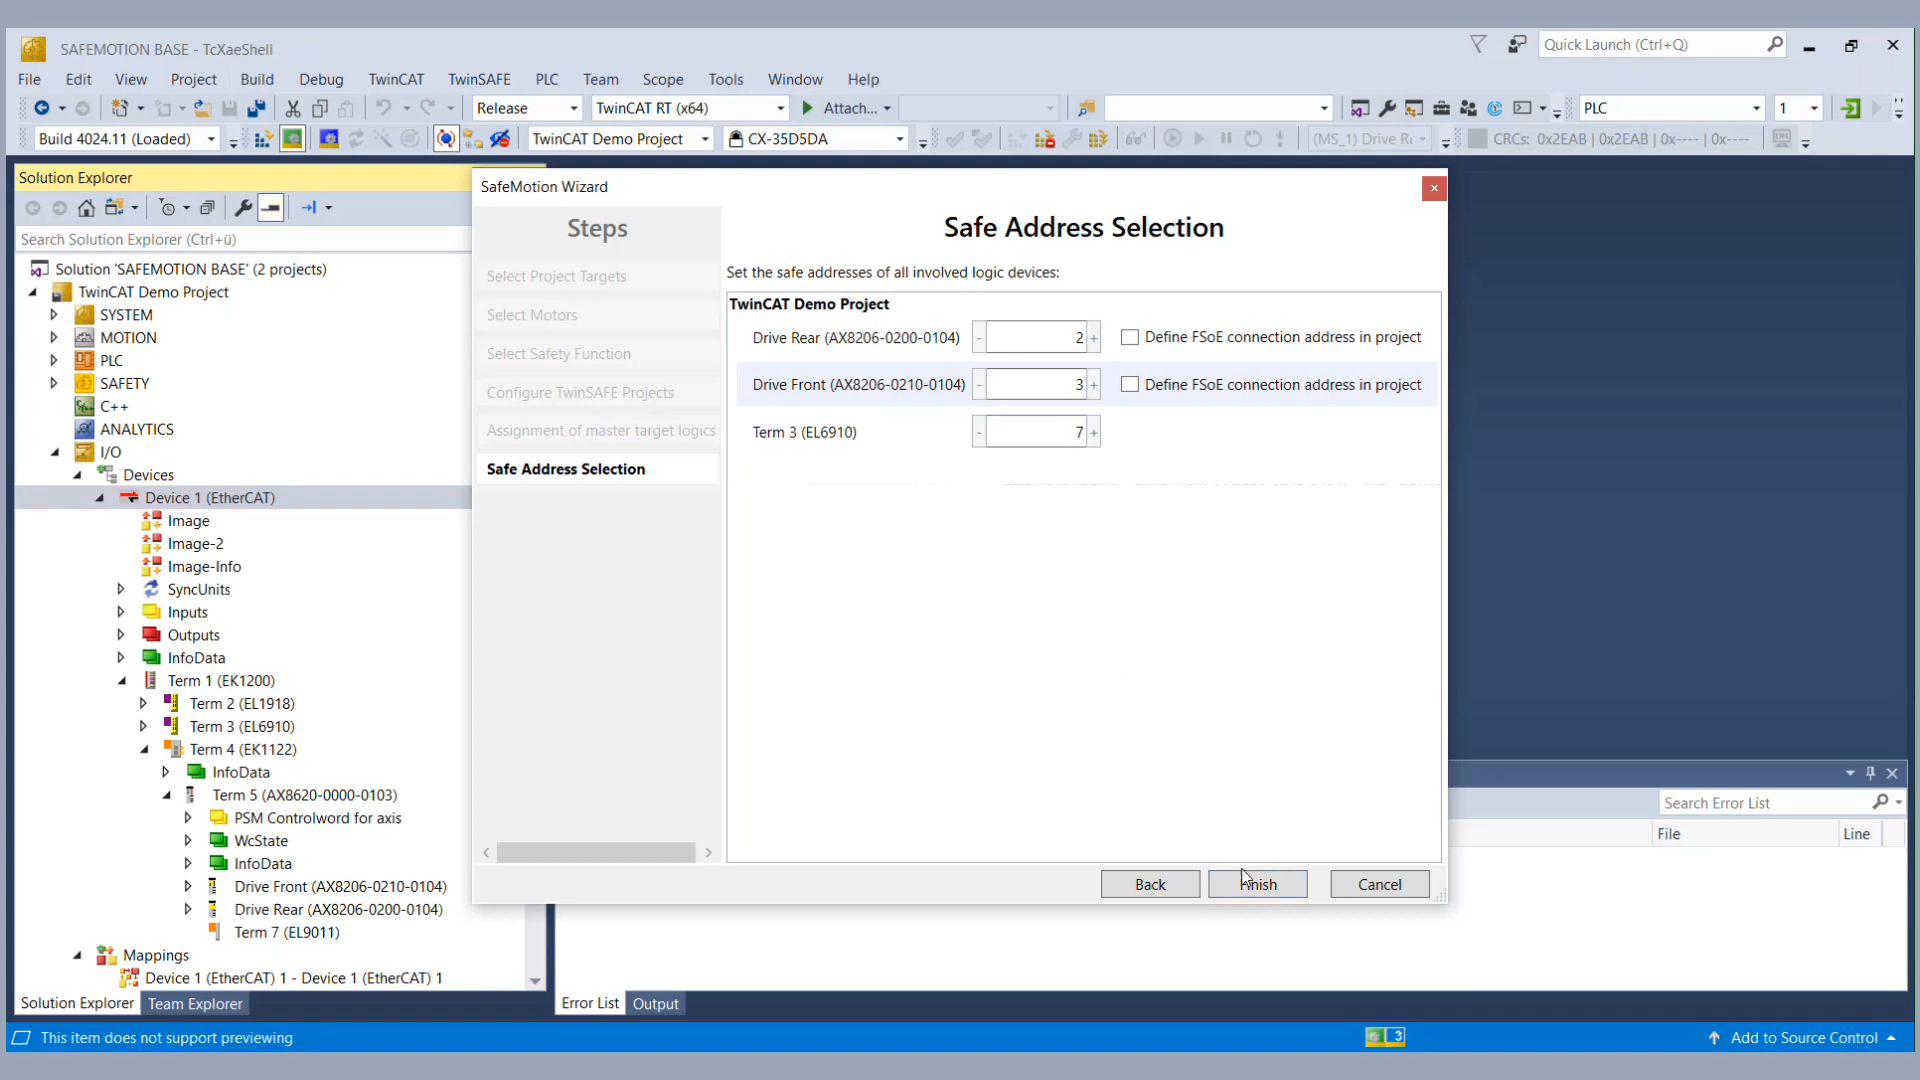 SAFEMOTION BASE - TcXaeShell
Quick Launch (Ctrl+Q)
File Edit View Project Build Debug TwinCAT TwinSAFE PLC Team Scope Tools Window Help
Release TwinCAT RT (x64) Attach... PLC 1
Build 4024.11 (Loaded) TwinCAT Demo Project CX-35D5DA (MS_1) Drive CRCs: 0x2EAB | 0x2EAB | 0x---- | 0x----
Solution Explorer
Search Solution Explorer (Ctrl+ü)
Solution 'SAFEMOTION BASE' (2 projects)
TwinCAT Demo Project
SYSTEM
MOTION
PLC
SAFETY
C++
ANALYTICS
I/O
Devices
Device 1 (EtherCAT)
Image
Image-2
Image-Info
SyncUnits
Inputs
Outputs
InfoData
Term 1 (EK1200)
Term 2 (EL1918)
Term 3 (EL6910)
Term 4 (EK1122)
InfoData
Term 5 (AX8620-0000-0103)
PSM Controlword for axis
WcState
InfoData
Drive Front (AX8206-0210-0104)
Drive Rear (AX8206-0200-0104)
Term 7 (EL9011)
Mappings
Device 1 (EtherCAT) 1 - Device 1 (EtherCAT) 1
Solution Explorer Team Explorer
SafeMotion Wizard
Steps
Select Project Targets
Select Motors
Select Safety Function
Configure TwinSAFE Projects
Assignment of master target logics
Safe Address Selection
Safe Address Selection
Set the safe addresses of all involved logic devices:
TwinCAT Demo Project
Drive Rear (AX8206-0200-0104) - 2 + Define FSoE connection address in project
Drive Front (AX8206-0210-0104) - 3 + Define FSoE connection address in project
Term 3 (EL6910) - 7 +
Back Finish Cancel
Search Error List
File Line
Error List Output
This item does not support previewing
3
Add to Source Control